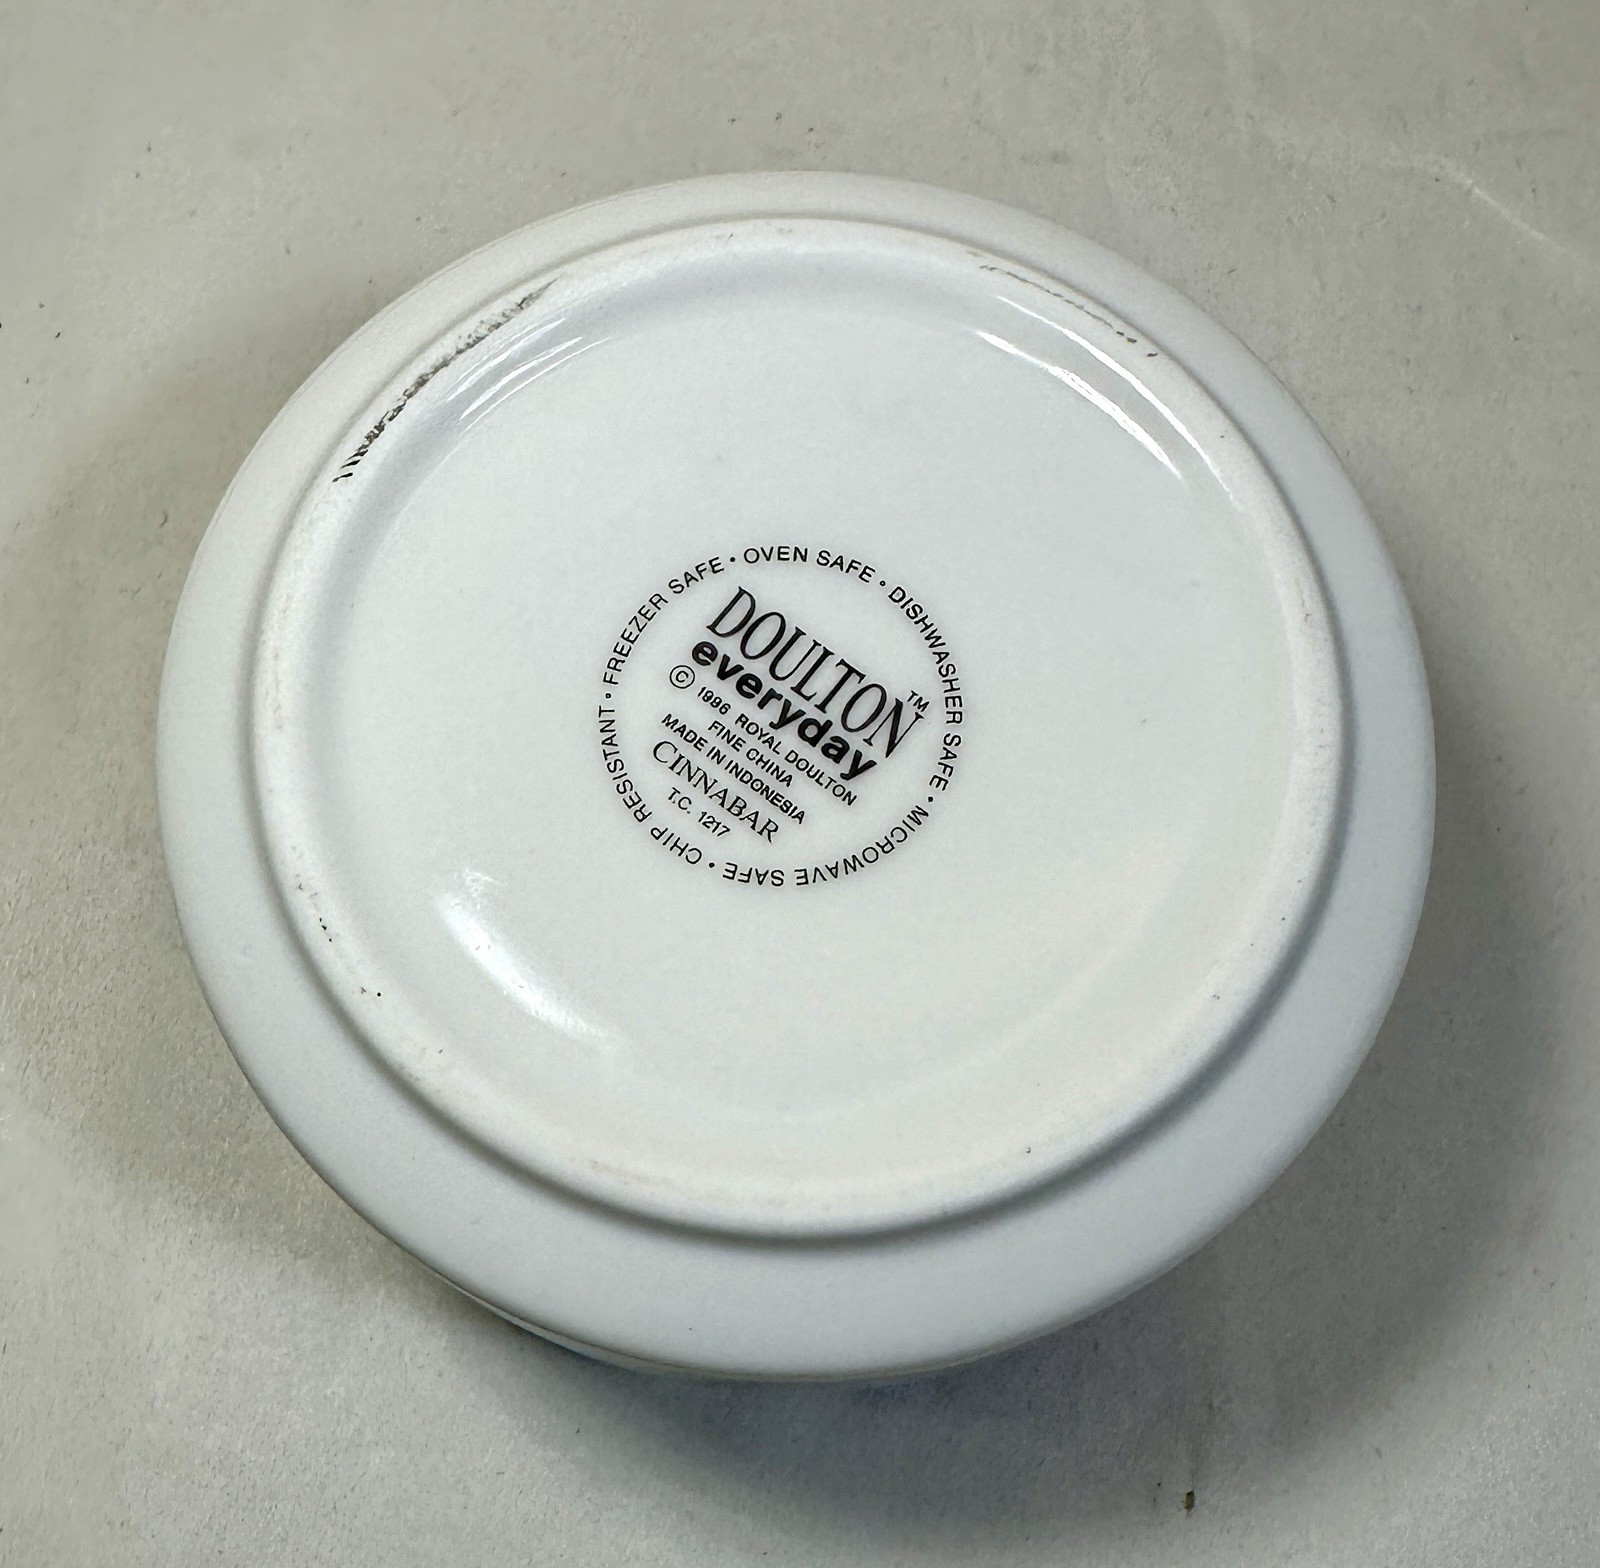 FREEZER SAFE • OVEN SAFE • DISHWASHER SAFE • MICROWAVE SAFE • CHIP RESISTANT •
DOULTON™
everyday
© 1996 ROYAL DOULTON
FINE CHINA
MADE IN INDONESIA
CINNABAR
T.C. 1217